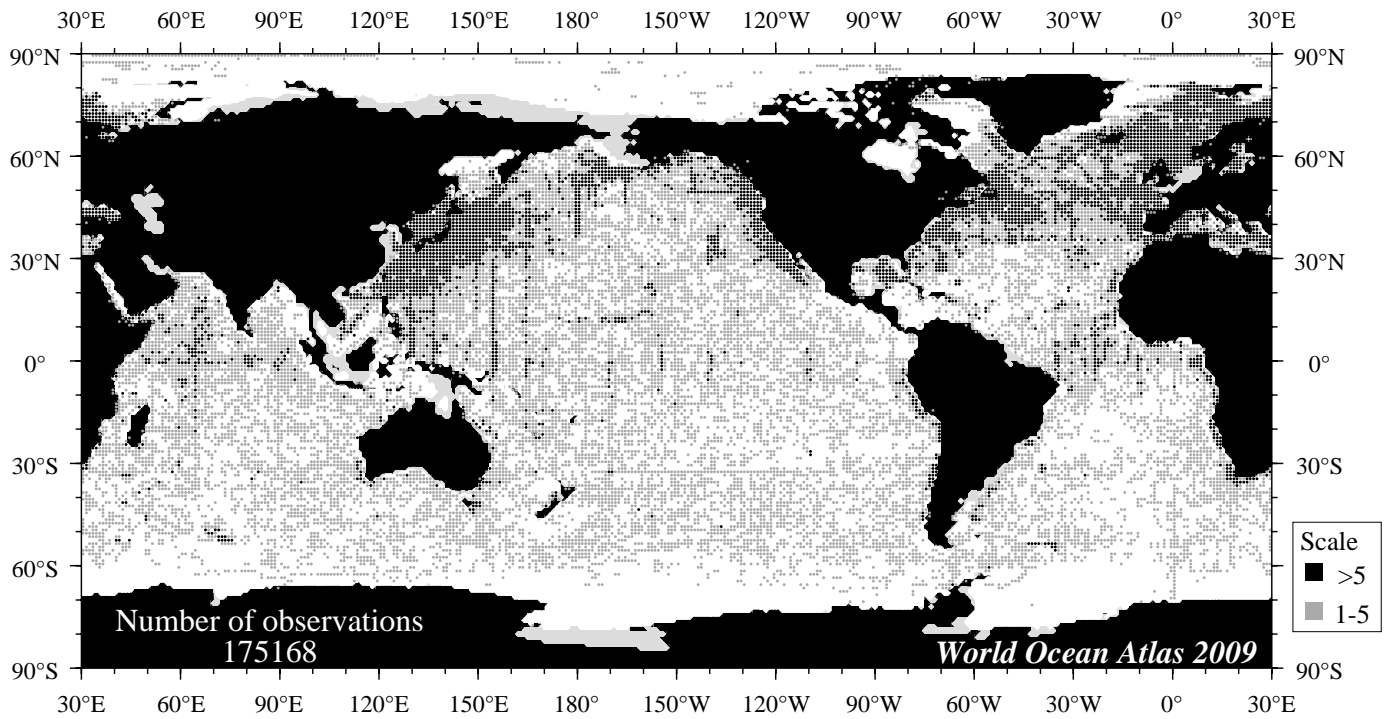 30°E 60°E 90°E 120°E 150°E 180° 150°W 120°W 90°W 60°W 30°W 0° 30°E
90°N 90°N
60°N 60°N
30°N 30°N
0° 0°
30°S 30°S
Scale
>5
60°S 60°S
1-5
Number of observations
175168
World Ocean Atlas 2009
90°S 90°S
30°E 60°E 90°E 120°E 150°E 180° 150°W 120°W 90°W 60°W 30°W 0° 30°E